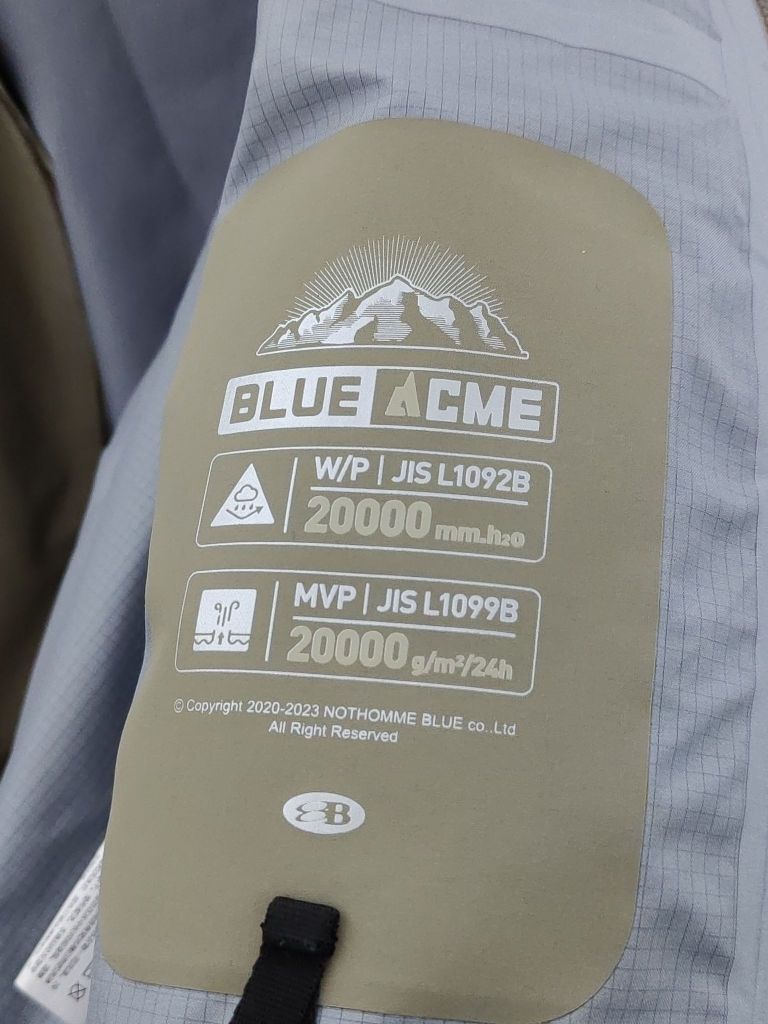 BLUE ACME
W/P | JIS L1092B
20000 mm.h2o
MVP | JIS L1099B
20000 g/m²/24h
© Copyright 2020-2023 NOTHOMME BLUE co..Ltd
All Right Reserved